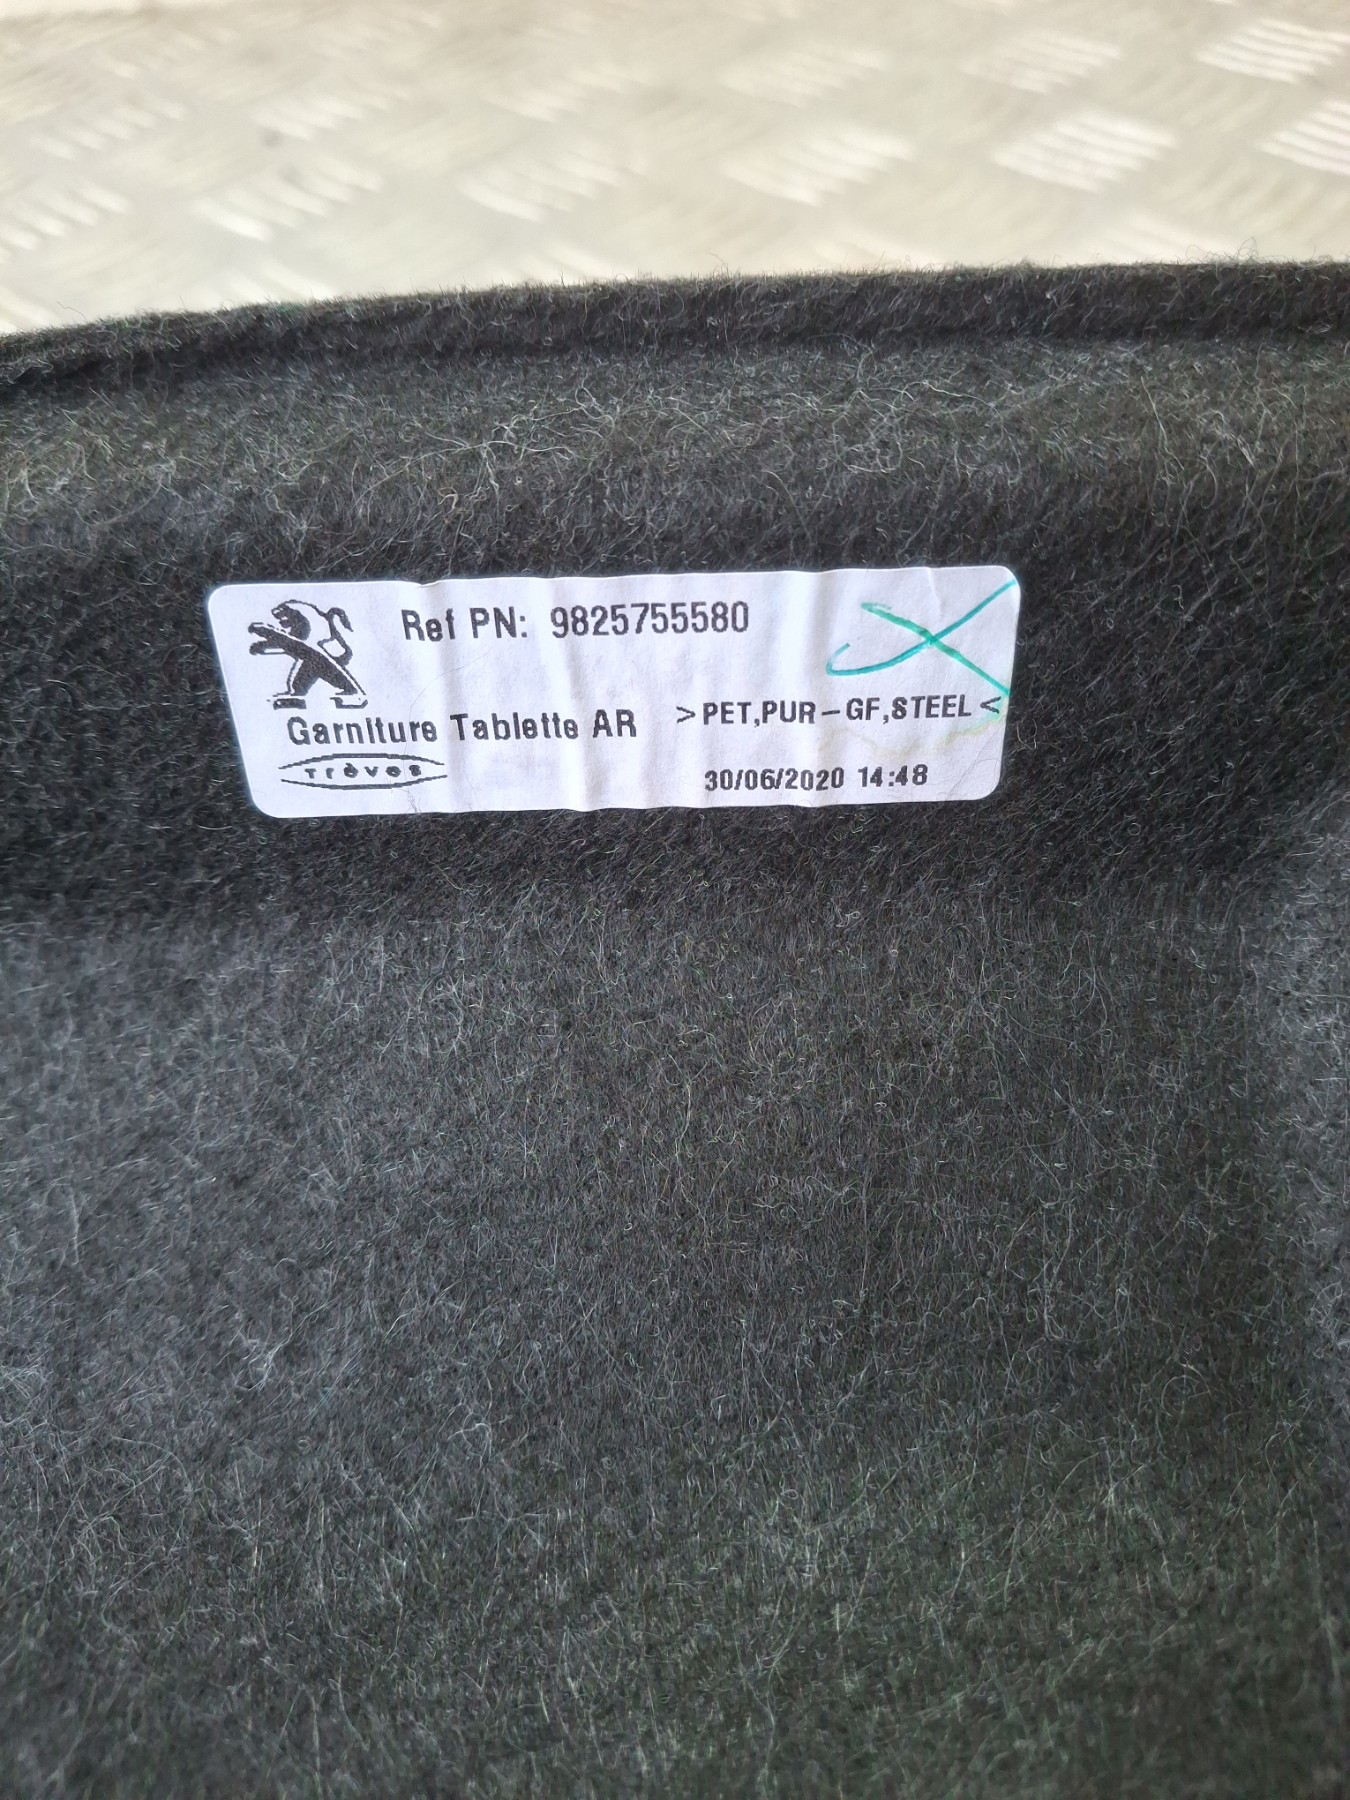 Ref PN: 9825755580
Garniture Tablette AR
>PET,PUR-GF,STEEL<
Trèves
30/06/2020 14:48